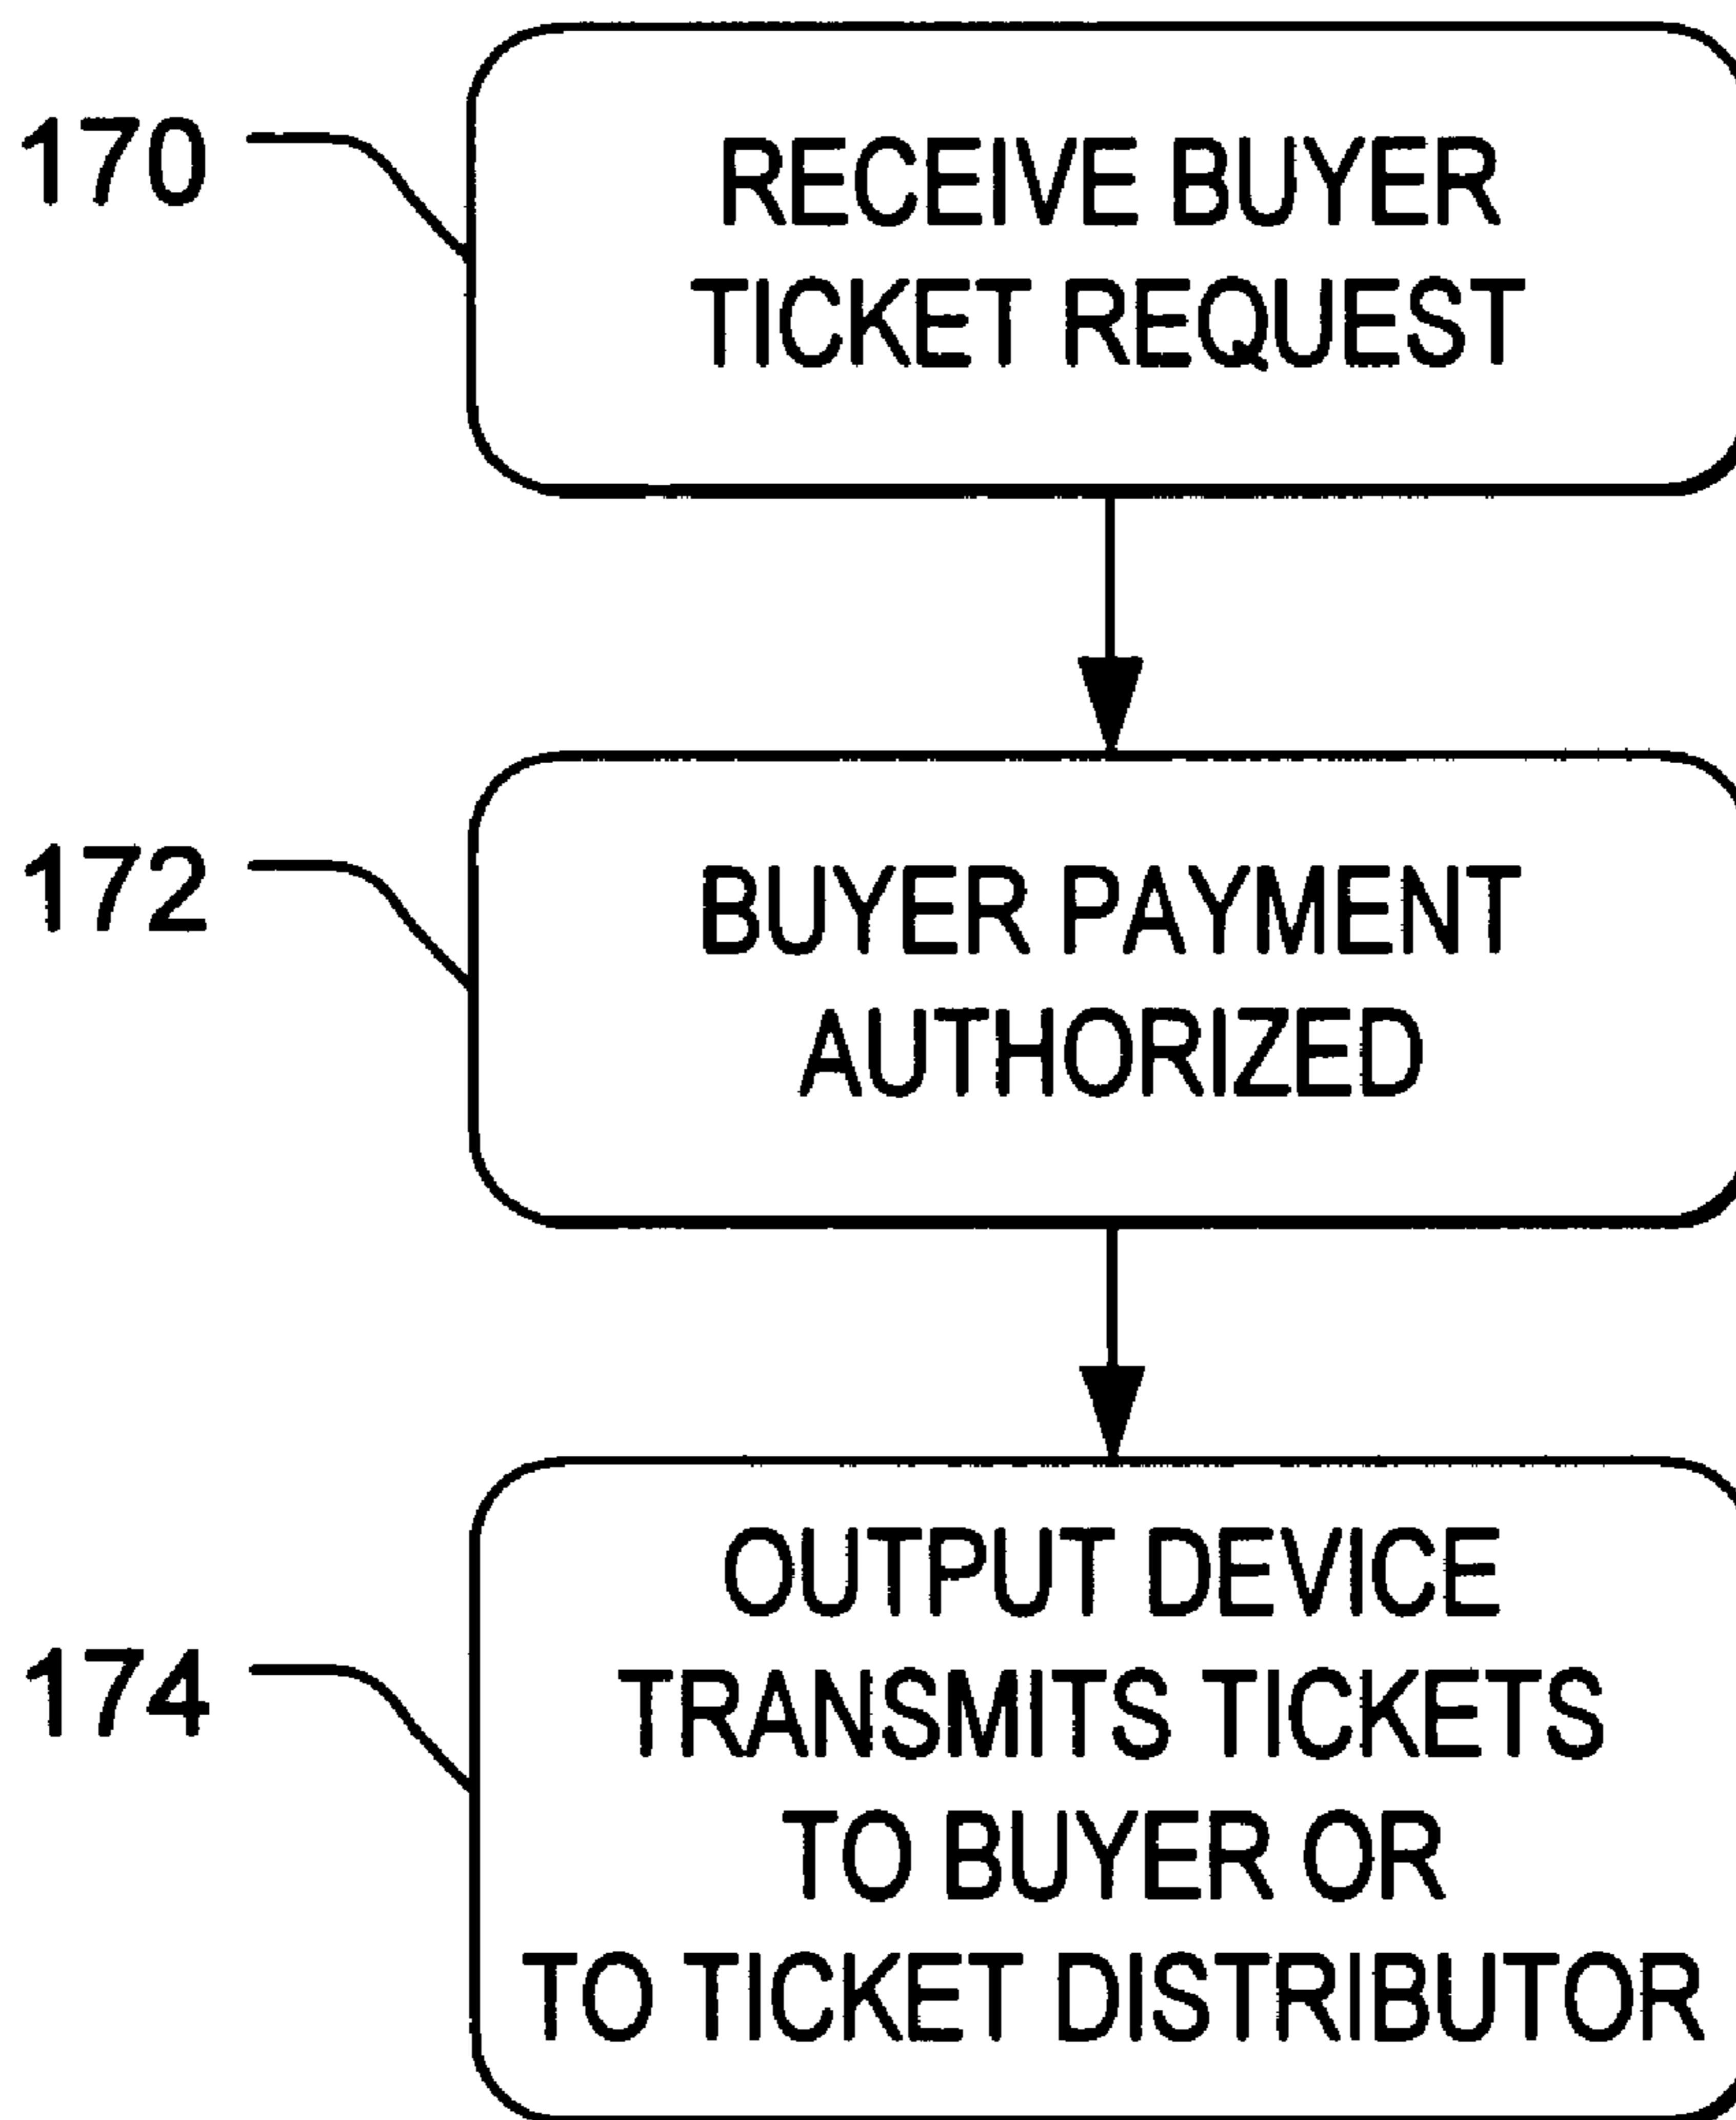 170
RECEIVE BUYER
TICKET REQUEST
172
BUYER PAYMENT
AUTHORIZED
174
OUTPUT DEVICE
TRANSMITS TICKETS
TO BUYER OR
TO TICKET DISTRIBUTOR